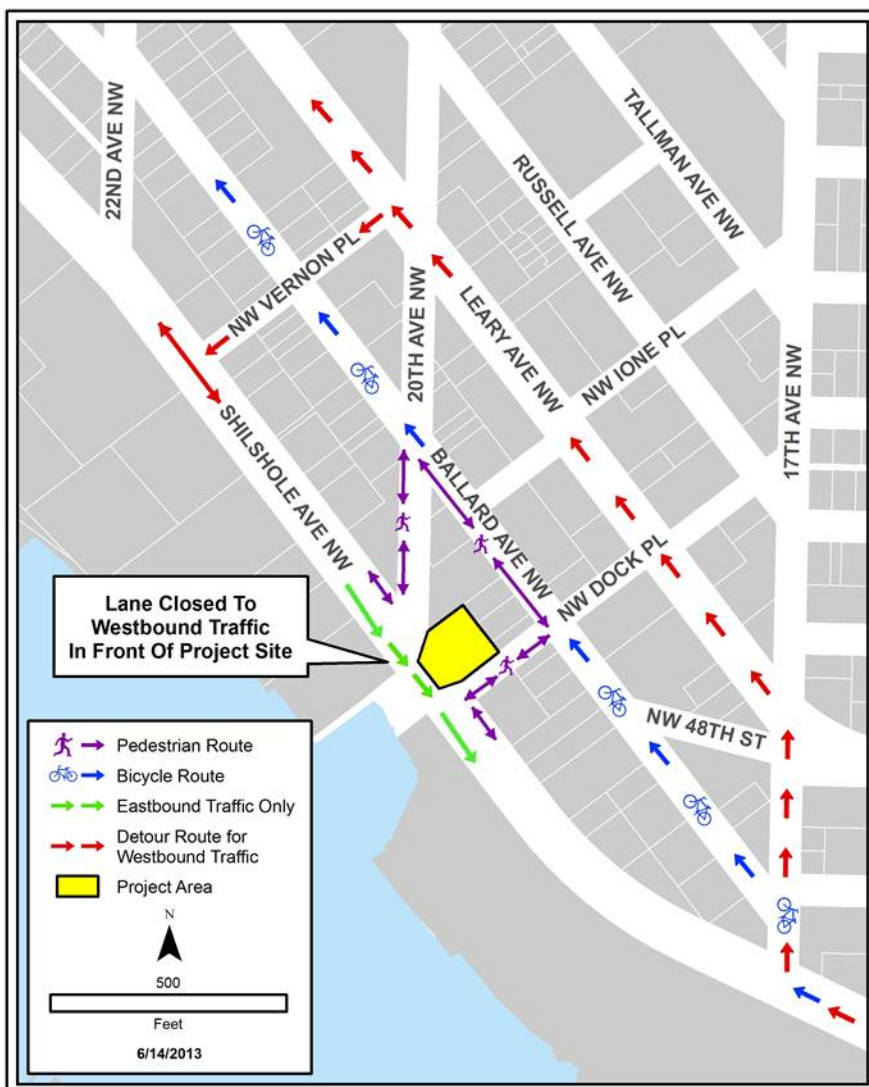 22ND AVE NW
TALLMAN AVE NW
RUSSELL AVE NW
NW VERNON PL
20TH AVE NW
LEARY AVE NW
NW IONE PL
17TH AVE NW
SHILSHOLE AVE NW
BALLARD AVE NW
NW DOCK PL
NW 48TH ST
Lane Closed To
Westbound Traffic
In Front Of Project Site
Pedestrian Route
Bicycle Route
Eastbound Traffic Only
Detour Route for
Westbound Traffic
Project Area
N
500
Feet
6/14/2013